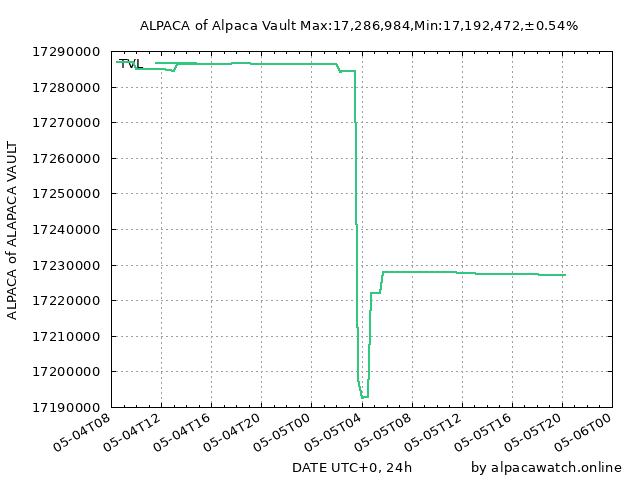 ALPACA of Alpaca Vault Max:17,286,984,Min:17,192,472,±0.54%
17290000
TVL
17280000
17270000
17260000
17250000
17240000
17230000
17220000
17210000
17200000
17190000
ALPACA of ALAPACA VAULT
05-04T08
05-04T12
05-04T16
05-04T20
05-05T00
05-05T04
05-05T08
05-05T12
05-05T16
05-05T20
05-06T00
DATE UTC+0, 24h
by alpacawatch.online